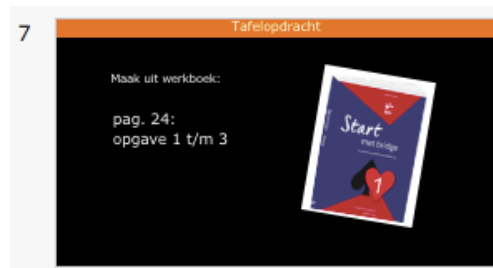 7
Tafelopdracht
Maak uit werkboek:
pag. 24:
opgave 1 t/m 3
Start
met bridge
1